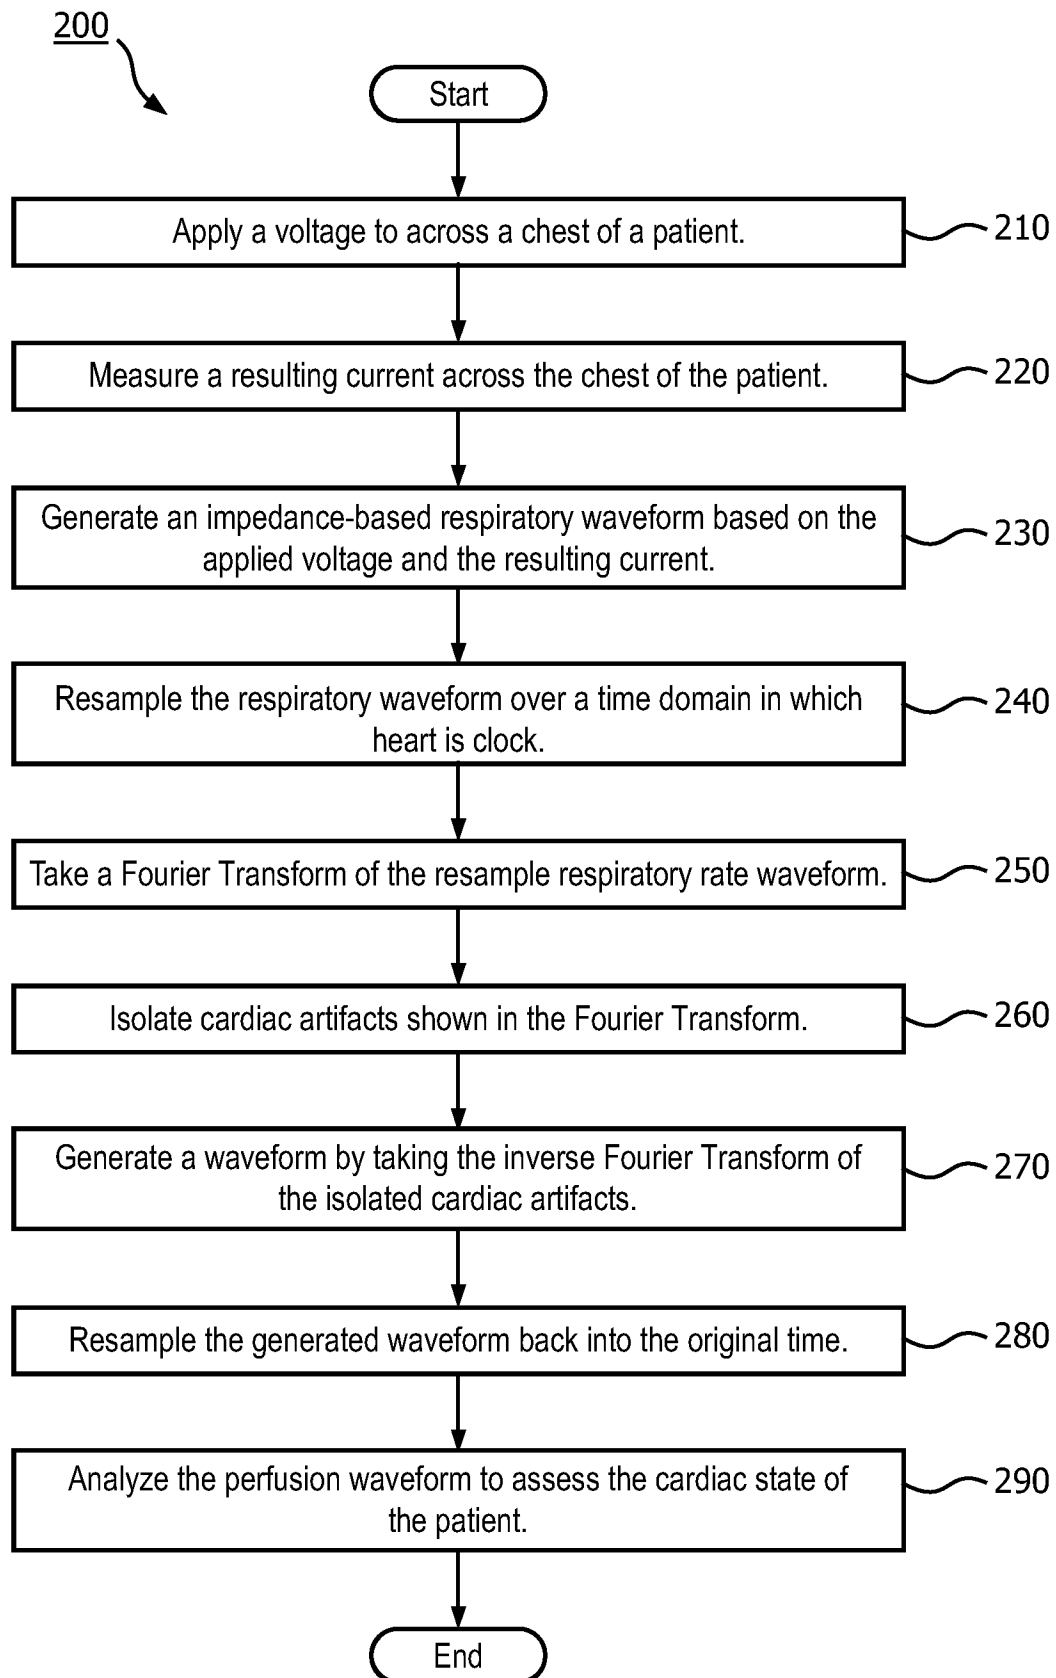 200
Start
Apply a voltage to across a chest of a patient.
210
Measure a resulting current across the chest of the patient.
220
Generate an impedance-based respiratory waveform based on the
applied voltage and the resulting current.
230
Resample the respiratory waveform over a time domain in which
heart is clock.
240
Take a Fourier Transform of the resample respiratory rate waveform.
250
Isolate cardiac artifacts shown in the Fourier Transform.
260
Generate a waveform by taking the inverse Fourier Transform of
the isolated cardiac artifacts.
270
Resample the generated waveform back into the original time.
280
Analyze the perfusion waveform to assess the cardiac state of
the patient.
290
End